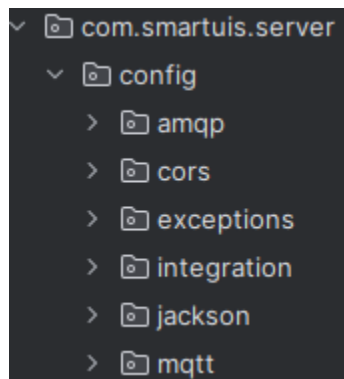 com.smartuis.server
config
amqp
cors
exceptions
integration
jackson
mqtt